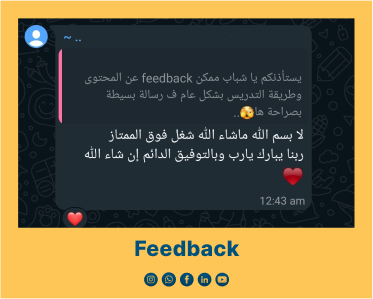 ~ ..
يستأذنكم يا شباب ممكن feedback عن المحتوى
وطريقة التدريس بشكل عام ف رسالة بسيطة
بصراحة ها🫣..
لا بسم الله ماشاء الله شغل فوق الممتاز
ربنا يبارك يارب وبالتوفيق الدائم إن شاء الله
❤️
12:43 am
❤️
Feedback